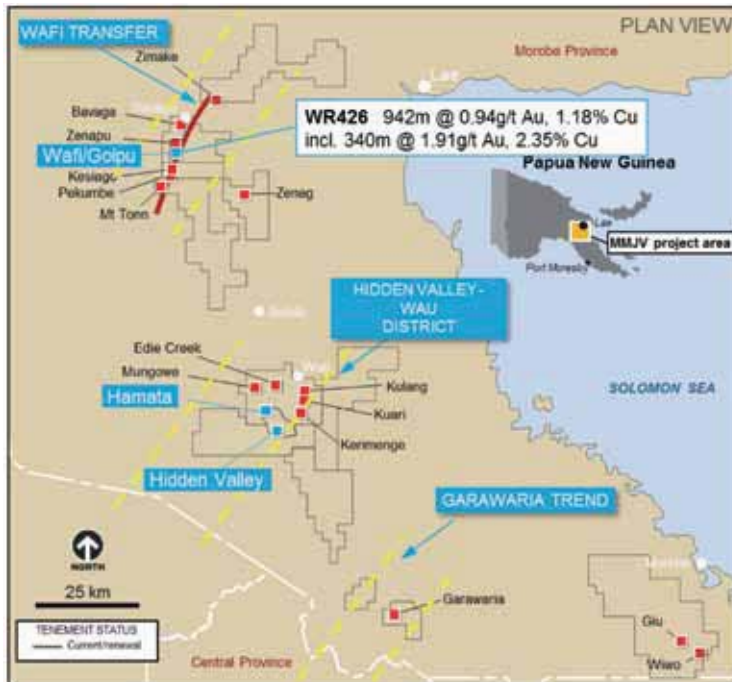 PLAN VIEW
WAFI TRANSFER
Morobe Province
Zimake
Lae
Bavaga
WR426 942m @ 0.94g/t Au, 1.18% Cu
incl. 340m @ 1.91g/t Au, 2.35% Cu
Zenapu
Wafi/Golpu
Kesiago
Pekumbe
Mt Tonn
Zenag
Papua New Guinea
Lae
MMJV project area
Port Moresby
HIDDEN VALLEY -
WAU
DISTRICT
Edie Creek
Wau
Mungowe
Kulang
SOLOMON SEA
Hamata
Kuari
Kerimenge
Hidden Valley
GARAWARIA TREND
NORTH
25 km
Garawaria
TENEMENT STATUS
Current/renewal
Giu
Central Province
Wiwo